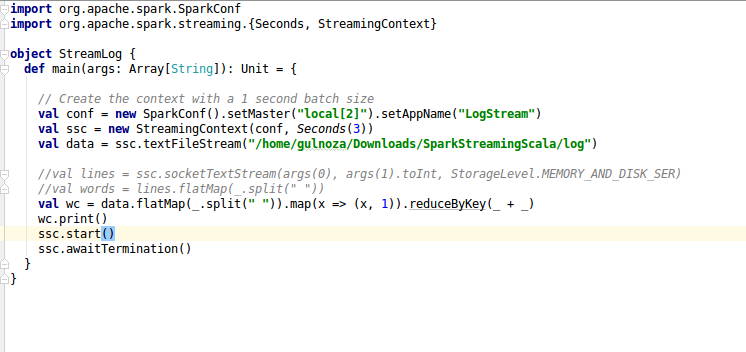 import org.apache.spark.SparkConf
import org.apache.spark.streaming.{Seconds, StreamingContext}
object StreamLog {
def main(args: Array[String]): Unit = {
// Create the context with a 1 second batch size
val conf = new SparkConf().setMaster("local[2]").setAppName("LogStream")
val ssc = new StreamingContext(conf, Seconds(3))
val data = ssc.textFileStream("/home/gulnoza/Downloads/SparkStreamingScala/log")
//val lines = ssc.socketTextStream(args(0), args(1).toInt, StorageLevel.MEMORY_AND_DISK_SER)
//val words = lines.flatMap(_.split(" "))
val wc = data.flatMap(_.split(" ")).map(x => (x, 1)).reduceByKey(_ + _)
wc.print()
ssc.start()
ssc.awaitTermination()
}
}